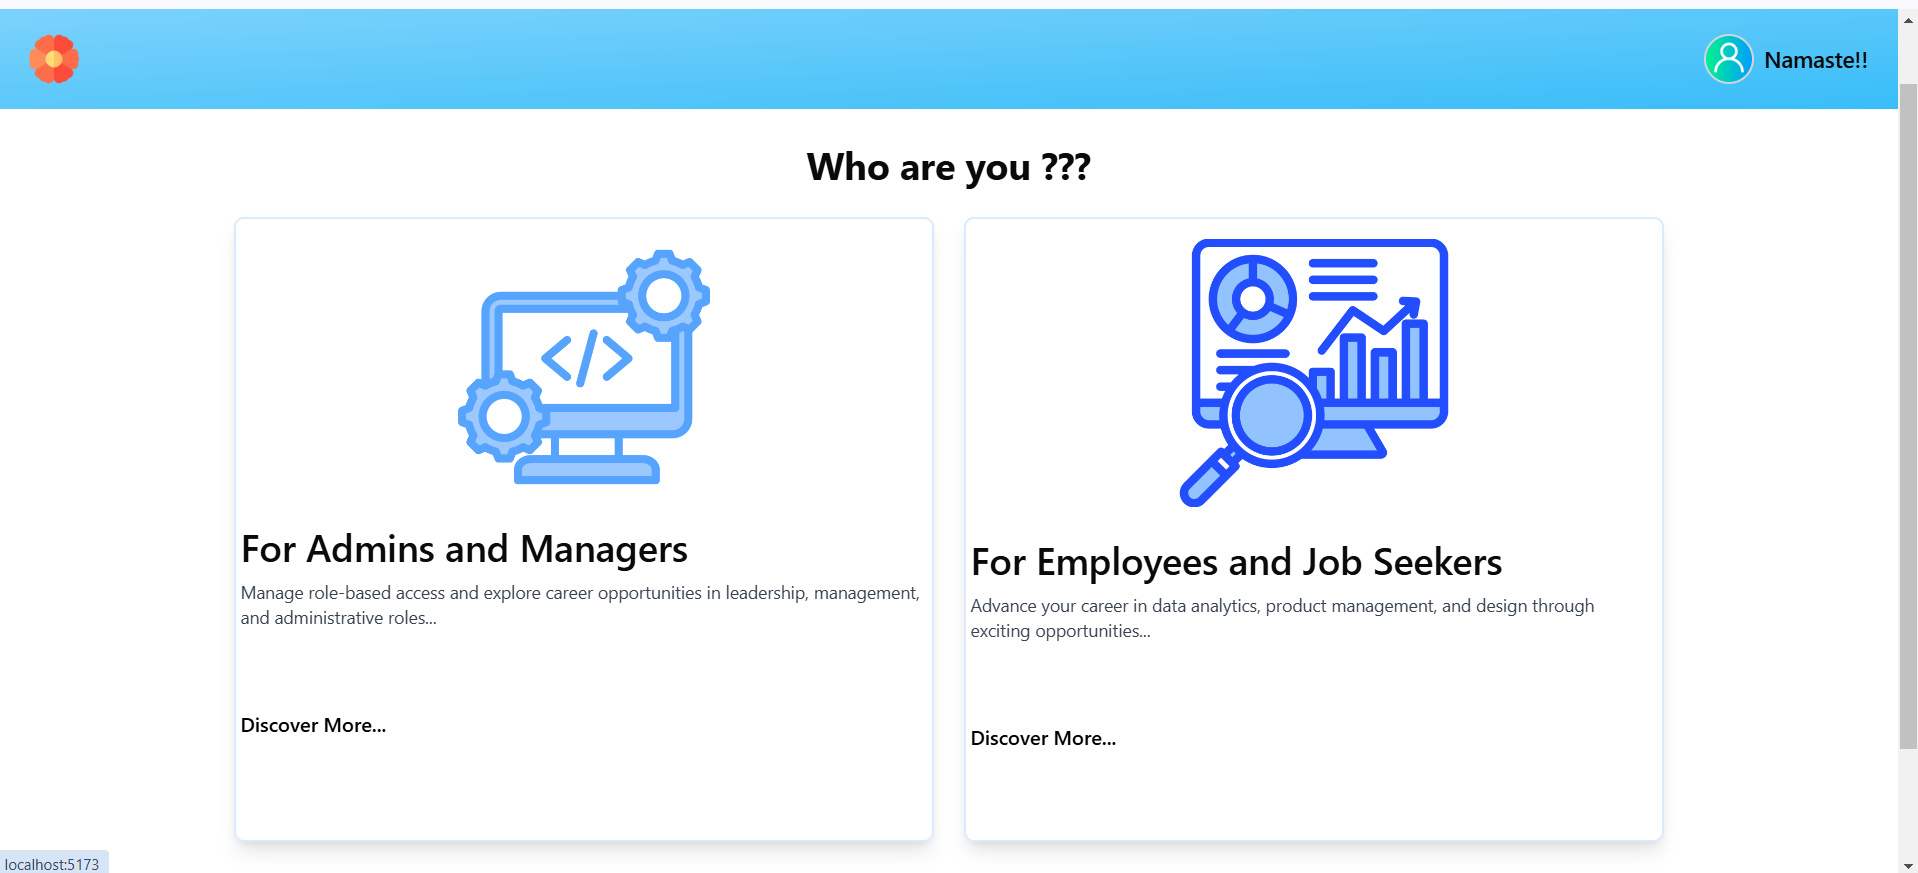 Namaste!!
Who are you ???
</>
For Admins and Managers
Manage role-based access and explore career opportunities in leadership, management,
and administrative roles...
Discover More...
For Employees and Job Seekers
Advance your career in data analytics, product management, and design through
exciting opportunities...
Discover More...
localhost:5173